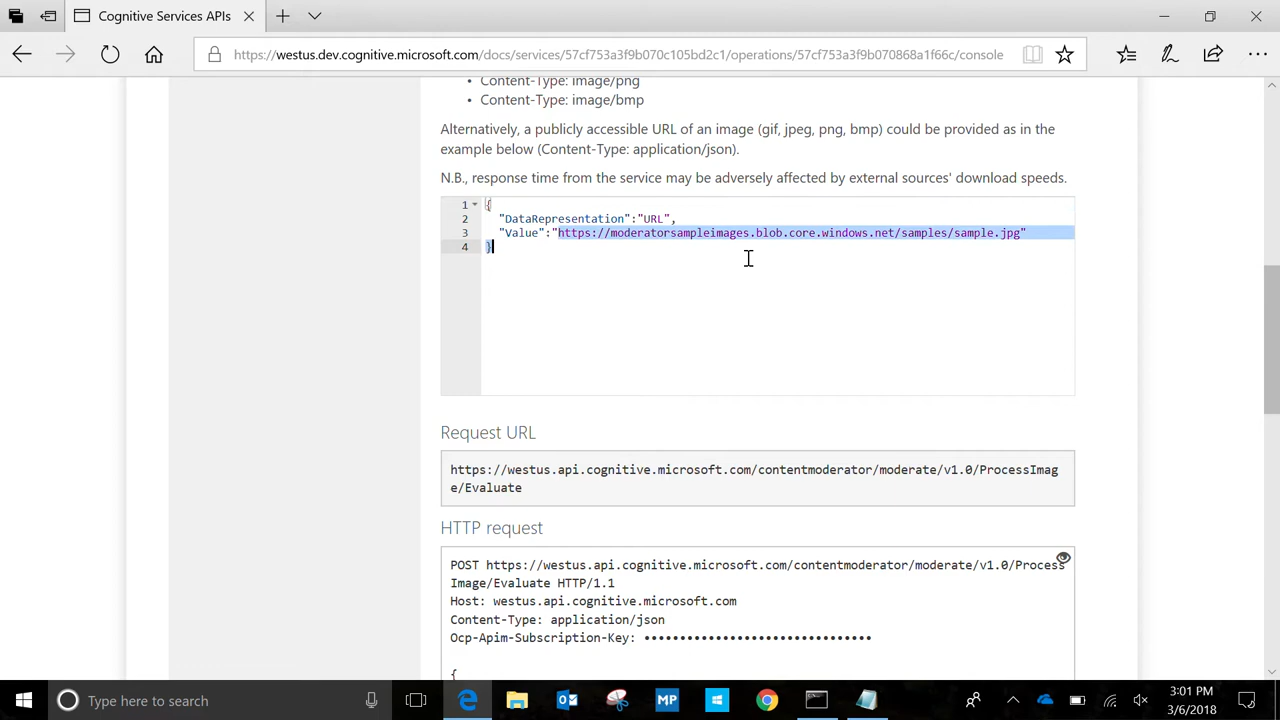 Cognitive Services APIs
https://westus.dev.cognitive.microsoft.com/docs/services/57cf753a3f9b070c105bd2c1/operations/57cf753a3f9b070868a1f66c/console
• Content-Type: image/png
• Content-Type: image/bmp
Alternatively, a publicly accessible URL of an image (gif, jpeg, png, bmp) could be provided as in the
example below (Content-Type: application/json).
N.B., response time from the service may be adversely affected by external sources' download speeds.
1 {
2 "DataRepresentation":"URL",
3 "Value":"https://moderatorsampleimages.blob.core.windows.net/samples/sample.jpg"
4 }
Request URL
https://westus.api.cognitive.microsoft.com/contentmoderator/moderate/v1.0/ProcessImag
e/Evaluate
HTTP request
POST https://westus.api.cognitive.microsoft.com/contentmoderator/moderate/v1.0/Process
Image/Evaluate HTTP/1.1
Host: westus.api.cognitive.microsoft.com
Content-Type: application/json
Ocp-Apim-Subscription-Key: ••••••••••••••••••••••••••••••••
{
Type here to search
MP
3:01 PM
3/6/2018